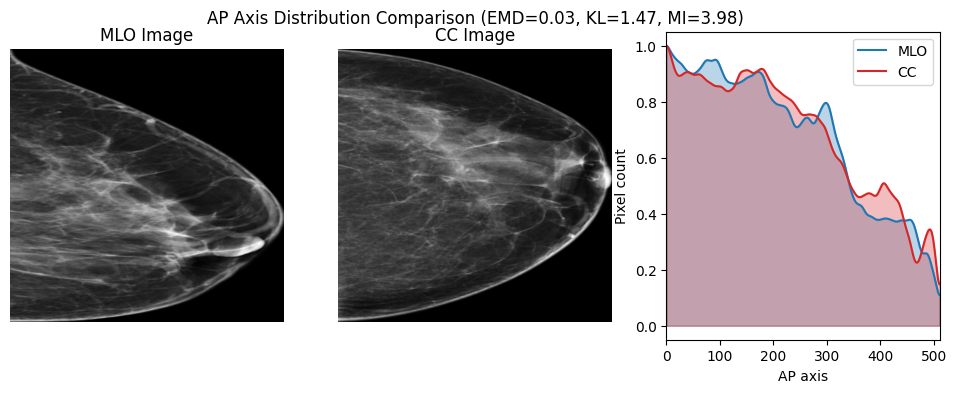 AP Axis Distribution Comparison (EMD=0.03, KL=1.47, MI=3.98)
MLO Image
CC Image
MLO
CC
Pixel count
1.0
0.8
0.6
0.4
0.2
0.0
0 100 200 300 400 500
AP axis